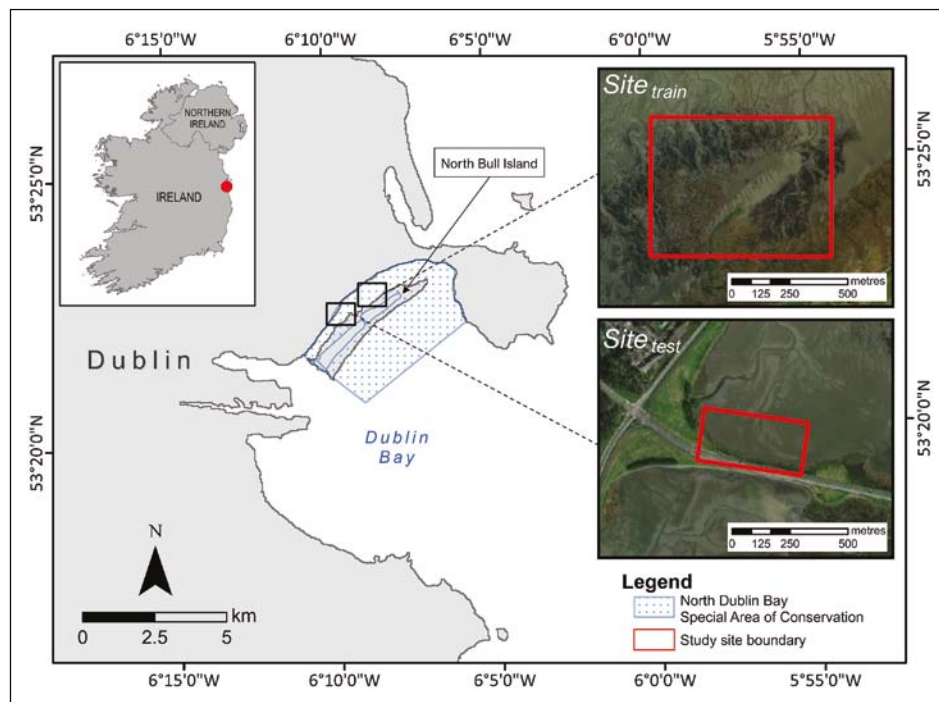 6°15'0"W 6°10'0"W 6°5'0"W 6°0'0"W 5°55'0"W
NORTHERN
IRELAND
IRELAND
North Bull Island
Site train
metres
0 125 250 500
53°25'0"N
53°25'0"N
Dublin
Site test
metres
0 125 250 500
Dublin
Bay
53°20'0"N
53°20'0"N
N
km
0 2.5 5
Legend
North Dublin Bay
Special Area of Conservation
Study site boundary
6°15'0"W 6°10'0"W 6°5'0"W 6°0'0"W 5°55'0"W